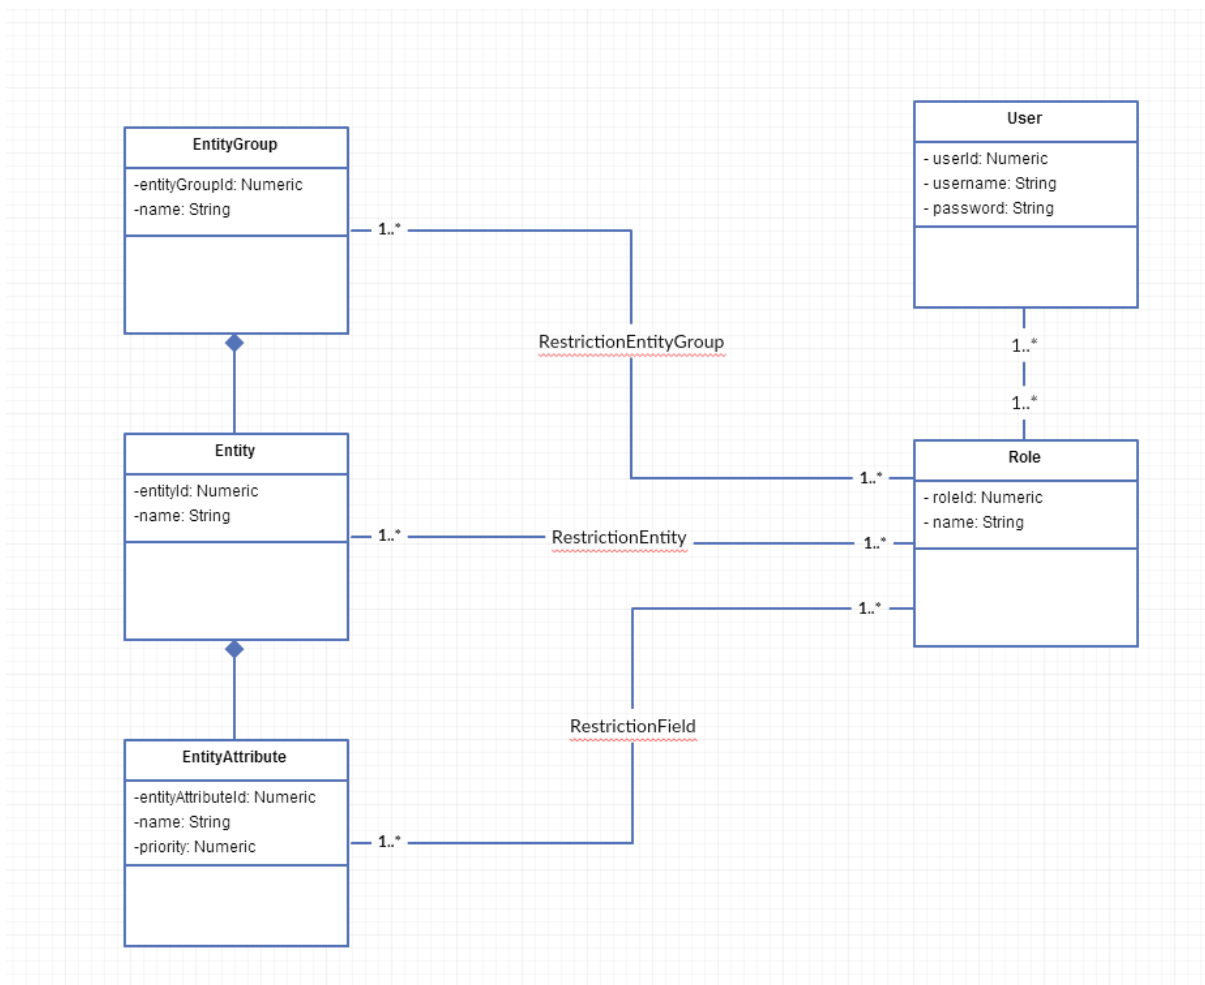 EntityGroup
-entityGroupId: Numeric
-name: String
1..*
User
- userId: Numeric
- username: String
- password: String
1..*
1..*
RestrictionEntityGroup
1..*
Entity
-entityId: Numeric
-name: String
1..*
RestrictionEntity
1..*
Role
- roleId: Numeric
- name: String
1..*
RestrictionField
EntityAttribute
-entityAttributeId: Numeric
-name: String
-priority: Numeric
1..*